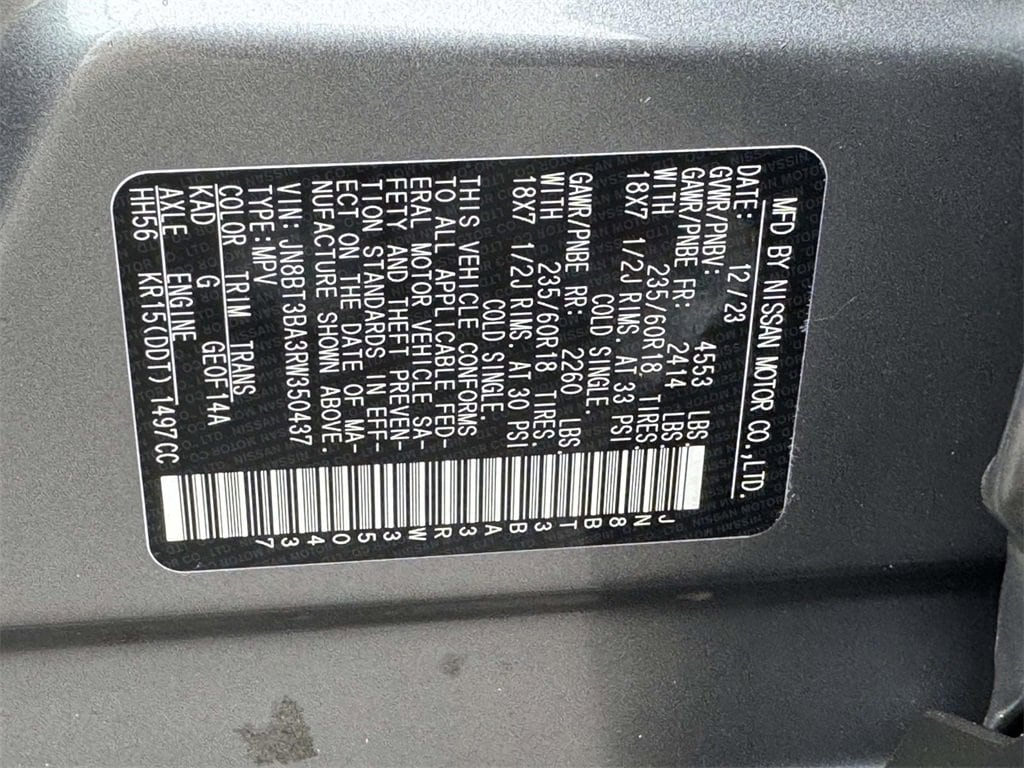 MFD BY NISSAN MOTOR CO.,LTD.
DATE: 12/23
GVWR/PNBV: 4553 LBS
GAWR/PNBE FR: 2414 LBS.
WITH 235/60R18 TIRES.
18X7 1/2J RIMS. AT 33 PSI
COLD SINGLE.
GAWR/PNBE RR: 2260 LBS.
WITH 235/60R18 TIRES.
18X7 1/2J RIMS. AT 30 PSI
COLD SINGLE.
THIS VEHICLE CONFORMS
TO ALL APPLICABLE FED-
ERAL MOTOR VEHICLE SA-
FETY AND THEFT PREVEN-
TION STANDARDS IN EFF-
ECT ON THE DATE OF MA-
NUFACTURE SHOWN ABOVE.
VIN: JN8BT3BA3RW350437
TYPE:MPV
COLOR TRIM TRANS
KAD G GEOF14A
AXLE ENGINE
HH56 KR15(DDT)1497CC
JN8BT3BA3RW350437